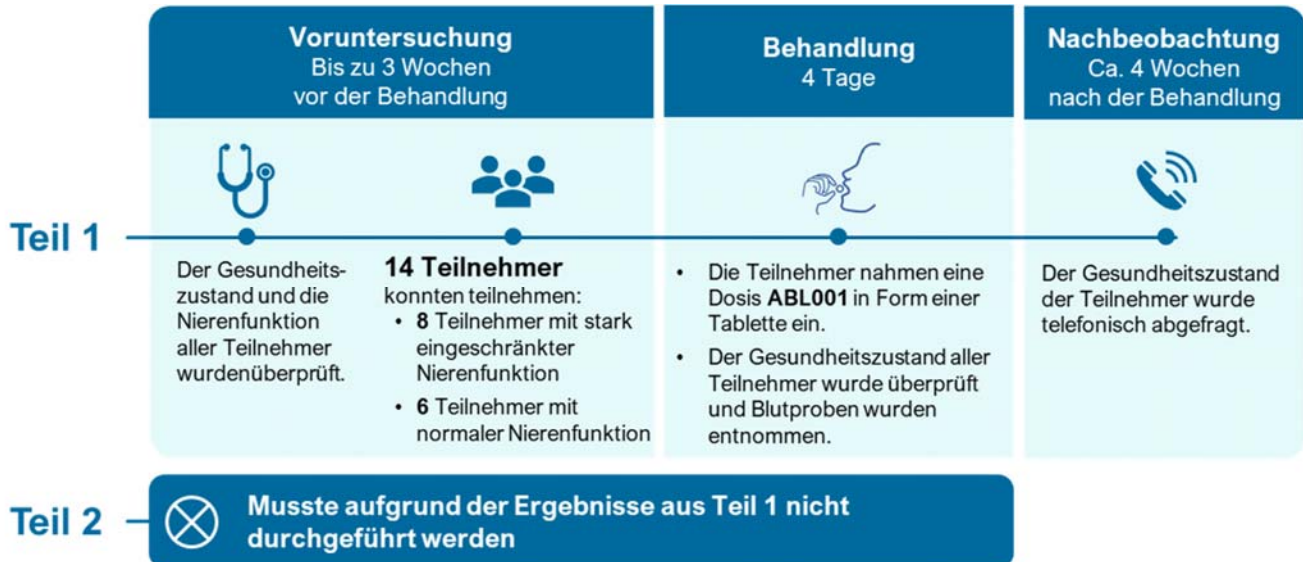 Voruntersuchung
Bis zu 3 Wochen
vor der Behandlung
Behandlung
4 Tage
Nachbeobachtung
Ca. 4 Wochen
nach der Behandlung
Teil 1
Der Gesundheits-
zustand und die
Nierenfunktion
aller Teilnehmer
wurdenüberprüft.
14 Teilnehmer
konnten teilnehmen:
• 8 Teilnehmer mit stark
eingeschränkter
Nierenfunktion
• 6 Teilnehmer mit
normaler Nierenfunktion
• Die Teilnehmer nahmen eine
Dosis ABL001 in Form einer
Tablette ein.
• Der Gesundheitszustand aller
Teilnehmer wurde überprüft
und Blutproben wurden
entnommen.
Der Gesundheitszustand
der Teilnehmer wurde
telefonisch abgefragt.
Teil 2
Musste aufgrund der Ergebnisse aus Teil 1 nicht
durchgeführt werden